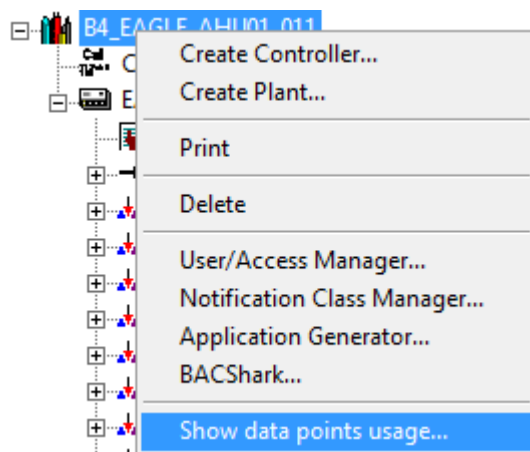 B4_EAGLE_AHU01_011
Create Controller...
Create Plant...
Print
Delete
User/Access Manager...
Notification Class Manager...
Application Generator...
BACShark...
Show data points usage...